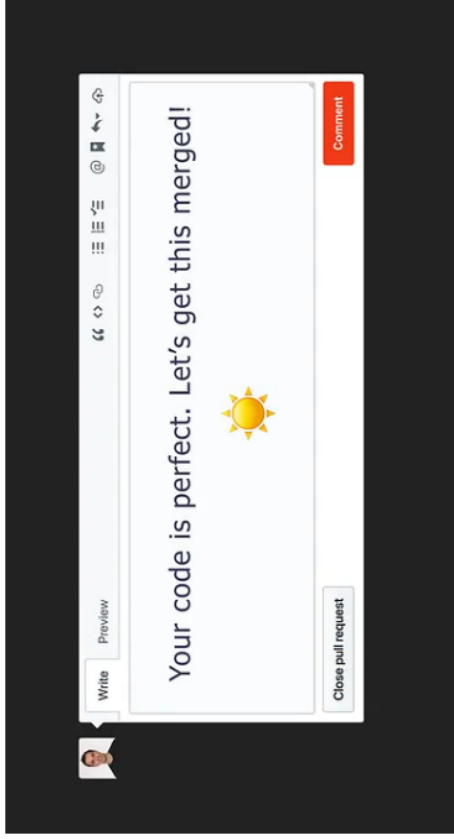 Write Preview
Your code is perfect. Let's get this merged!
Close pull request Comment